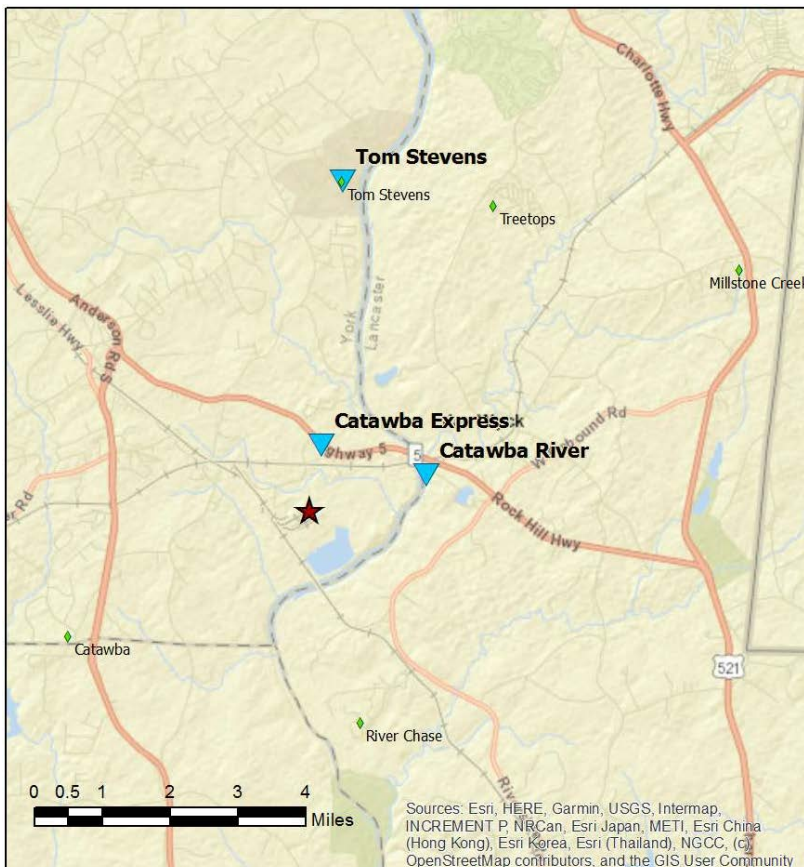 Charlotte Hwy
Tom Stevens
Tom Stevens
Treetops
Millstone Creek
Lesslie Hwy
Anderson Rd S
York
Lancaster
Catawba Express
Highway 5
5
Catawba River
Rd
Rock Hill Hwy
Catawba
521
River Chase
0 0.5 1 2 3 4
Miles
Sources: Esri, HERE, Garmin, USGS, Intermap,
INCREMENT P, NRCan, Esri Japan, METI, Esri China
(Hong Kong), Esri Korea, Esri (Thailand), NGCC, (c)
OpenStreetMap contributors, and the GIS User Community